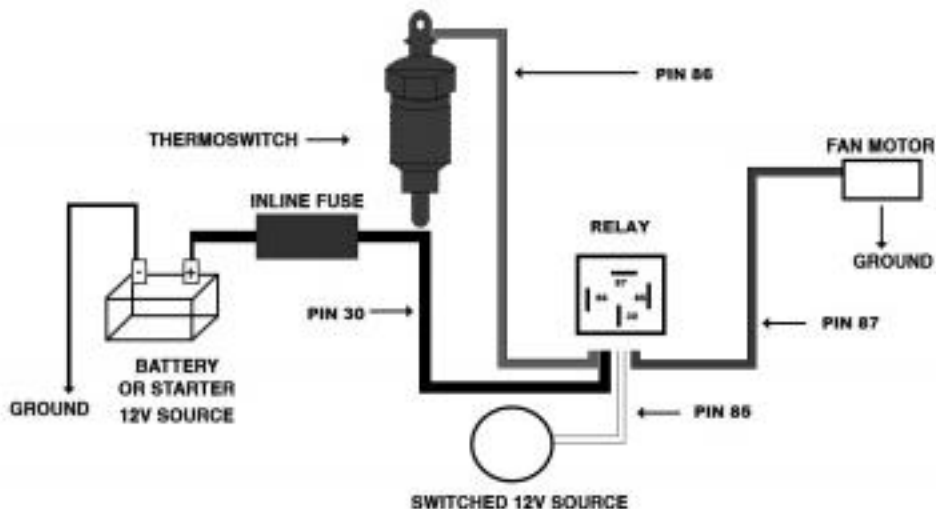 PIN 86
THERMOSWITCH
FAN MOTOR
INLINE FUSE
RELAY
GROUND
87
- +
PIN 30
PIN 87
BATTERY
OR STARTER
12V SOURCE
GROUND
PIN 85
SWITCHED 12V SOURCE